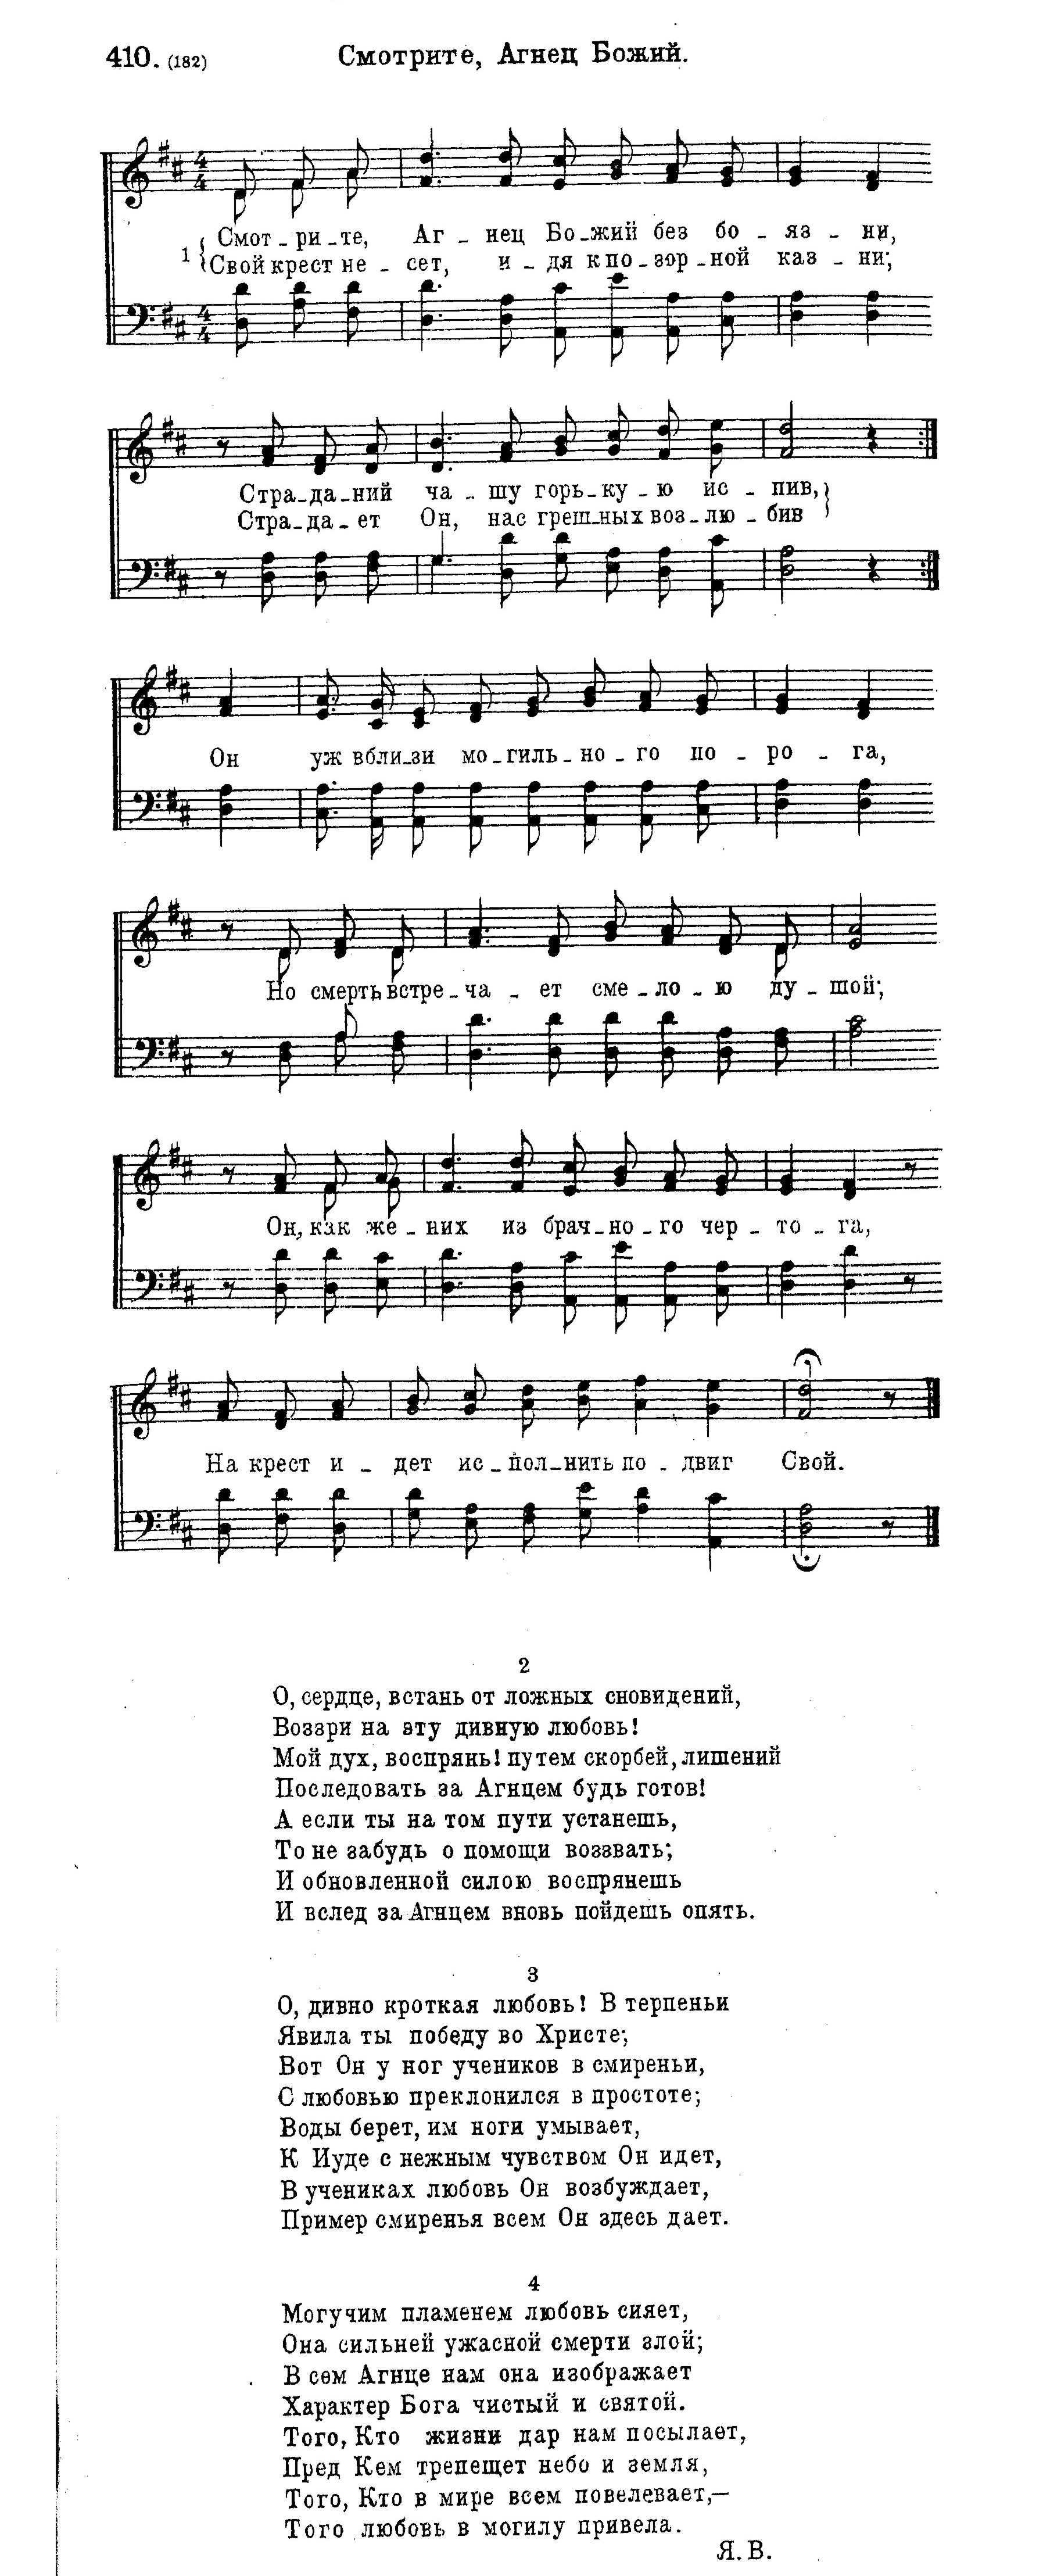 410. (182) Смотрите, Агнец Божий.
Смот-ри-те, Аг-нец Бо-жий без бо-яз-ни,
1 Свой крест не-сет, и-дя к по-зор-ной каз-ни;
Стра-да-ний ча-шу горь-ку-ю ис-пив,
Стра-да-ет Он, нас греш-ных воз-лю-бив
Он уж вбли-зи мо-гиль-но-го по-ро-га,
Но смерть встре-ча-ет сме-ло-ю ду-шой;
Он, как же-них из брач-но-го чер-то-га,
На крест и-дет ис-пол-нить по-двиг Свой.
2
О, сердце, встань от ложных сновидений,
Воззри на эту дивную любовь!
Мой дух, воспрянь! путем скорбей, лишений
Последовать за Агнцем будь готов!
А если ты на том пути устанешь,
То не забудь о помощи воззвать;
И обновленной силою воспрянешь
И вслед за Агнцем вновь пойдешь опять.
3
О, дивно кроткая любовь! В терпеньи
Явила ты победу во Христе;
Вот Он у ног учеников в смиреньи,
С любовью преклонился в простоте;
Воды берет, им ноги умывает,
К Иуде с нежным чувством Он идет,
В учениках любовь Он возбуждает,
Пример смиренья всем Он здесь дает.
4
Могучим пламенем любовь сияет,
Она сильней ужасной смерти злой;
В сем Агнце нам она изображает
Характер Бога чистый и святой.
Того, Кто жизни дар нам посылает,
Пред Кем трепещет небо и земля,
Того, Кто в мире всем повелевает,—
Того любовь в могилу привела.
Я. В.